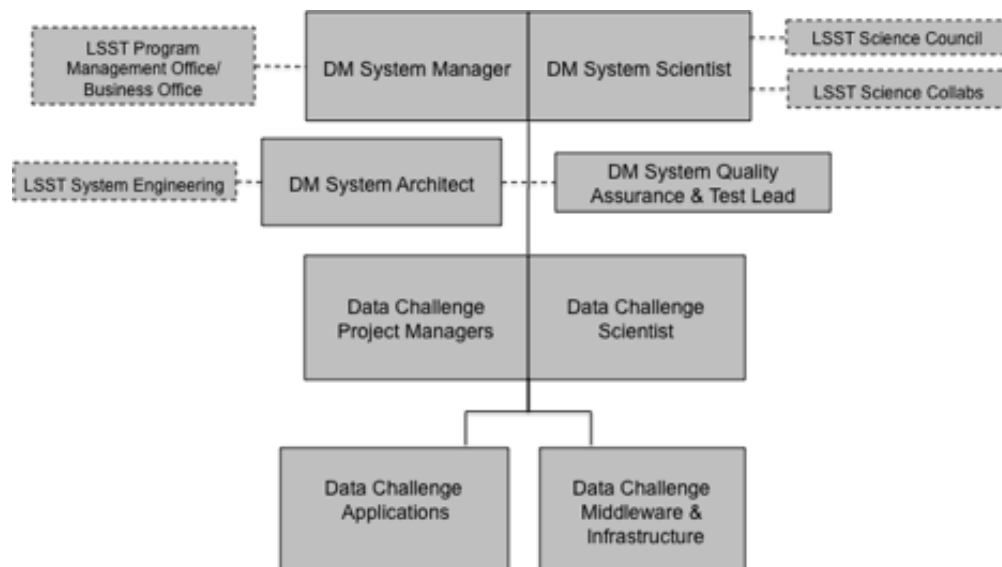 LSST Program
Management Office/
Business Office
DM System Manager
DM System Scientist
LSST Science Council
LSST Science Collabs
LSST System Engineering
DM System Architect
DM System Quality
Assurance & Test Lead
Data Challenge
Project Managers
Data Challenge
Scientist
Data Challenge
Applications
Data Challenge
Middleware &
Infrastructure